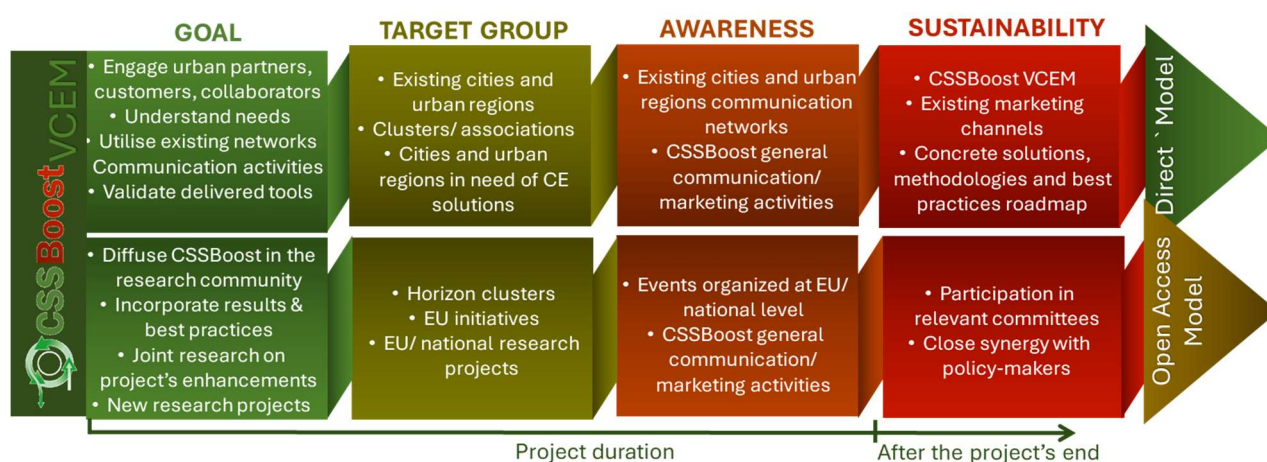 GOAL
TARGET GROUP
AWARENESS
SUSTAINABILITY
CSSBoost VCEM
• Engage urban partners,
customers, collaborators
• Understand needs
• Utilise existing networks
Communication activities
• Validate delivered tools
• Existing cities and
urban regions
• Clusters/ associations
• Cities and urban
regions in need of CE
solutions
• Existing cities and urban
regions communication
networks
• CSSBoost general
communication/
marketing activities
• CSSBoost VCEM
• Existing marketing
channels
• Concrete solutions,
methodologies and best
practices roadmap
Direct ` Model
• Diffuse CSSBoost in the
research community
• Incorporate results &
best practices
• Joint research on
project's enhancements
• New research projects
• Horizon clusters
• EU initiatives
• EU/ national research
projects
• Events organized at EU/
national level
• CSSBoost general
communication/
marketing activities
• Participation in
relevant committees
• Close synergy with
policy-makers
Open Access
Model
Project duration
After the project's end